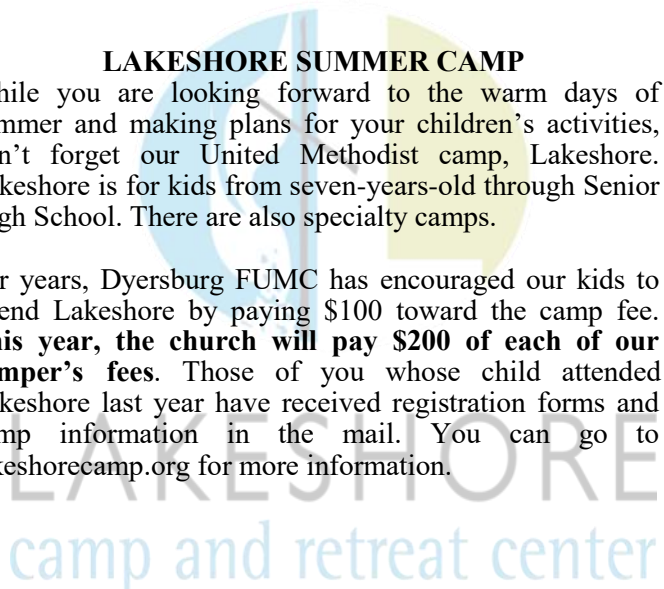 LAKESHORE SUMMER CAMP
hile you are looking forward to the warm days of
mmer and making plans for your children’s activities,
n’t forget our United Methodist camp, Lakeshore.
keshore is for kids from seven-years-old through Senior
gh School. There are also specialty camps.
r years, Dyersburg FUMC has encouraged our kids to
end Lakeshore by paying $100 toward the camp fee.
his year, the church will pay $200 of each of our
mper’s fees. Those of you whose child attended
keshore last year have received registration forms and
mp information in the mail. You can go to
keshorecamp.org for more information.
LAKESHORE
camp and retreat center